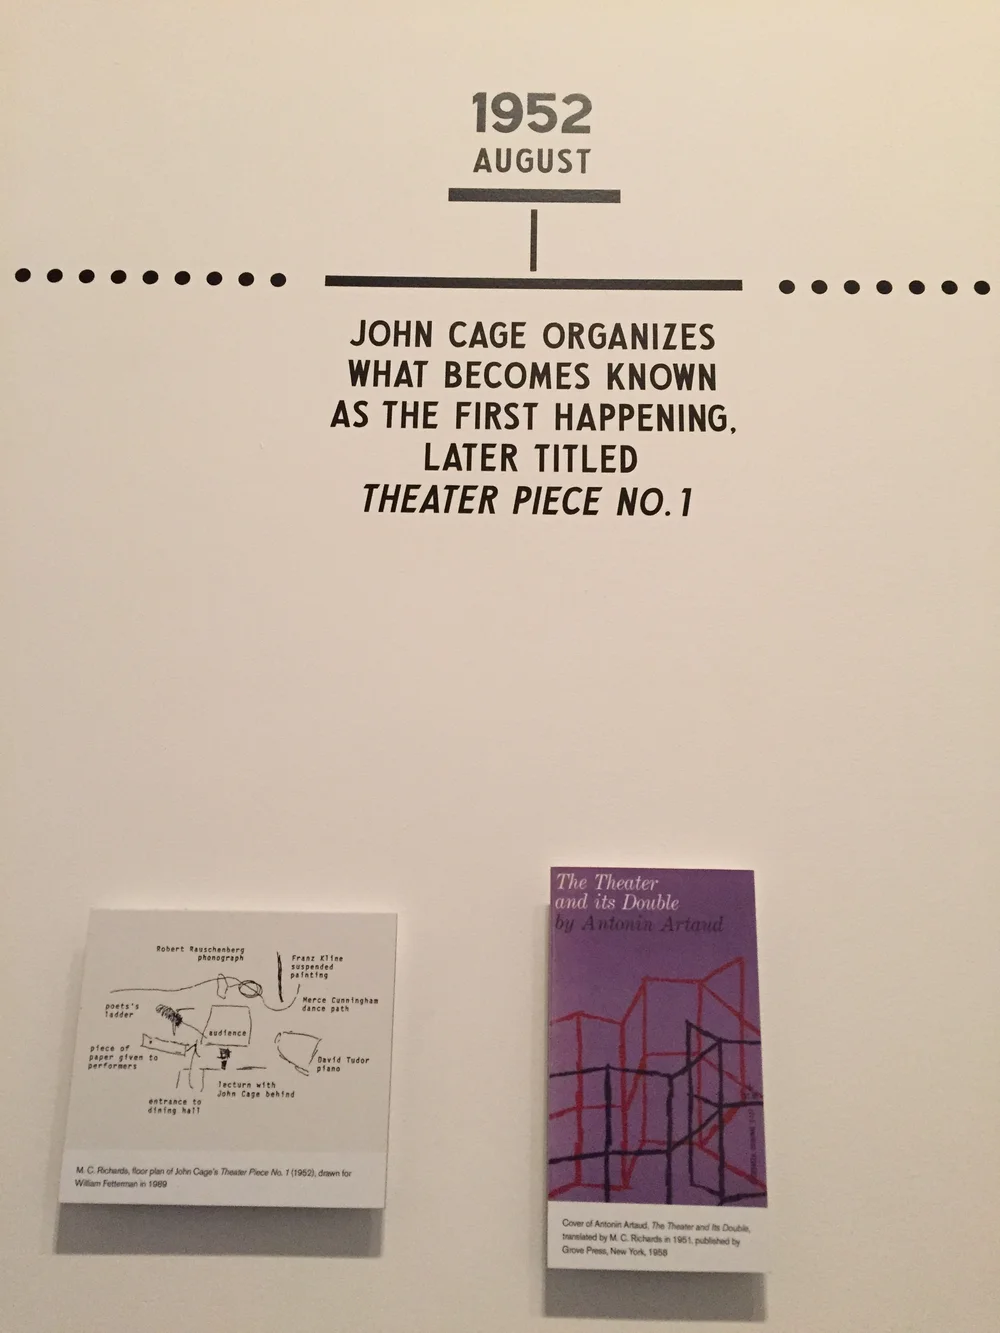 1952
AUGUST
JOHN CAGE ORGANIZES
WHAT BECOMES KNOWN
AS THE FIRST HAPPENING,
LATER TITLED
THEATER PIECE NO. 1
Robert Rauschenberg
phonograph
Franz Kline
suspended
painting
Merce Cunningham
dance path
poets's
ladder
audience
piece of
paper given to
performers
David Tudor
piano
lecturn with
John Cage behind
entrance to
dining hall
M. C. Richards, floor plan of John Cage's Theater Piece No. 1 (1952), drawn for
William Fetterman in 1989
The Theater
and its Double
by Antonin Artaud
Cover of Antonin Artaud, The Theater and Its Double,
translated by M. C. Richards in 1951, published by
Grove Press, New York, 1958